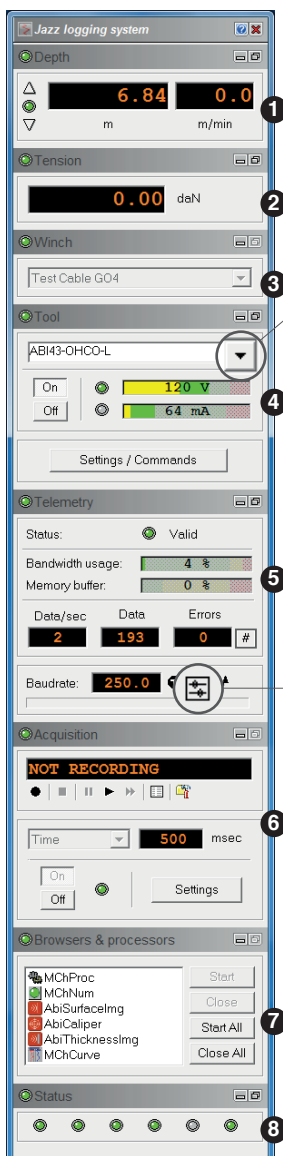 Jazz logging system
Depth
6.84 0.0
m m/min
1
Tension
0.00 daN
2
Winch
Test Cable GO4
3
Tool
ABI43-OHCO-L
On 120 V
Off 64 mA
4
Settings / Commands
Telemetry
Status: Valid
Bandwidth usage: 4 %
Memory buffer: 0 %
5
Data/sec Data Errors
2 193 0 #
Baudrate: 250.0
Acquisition
NOT RECORDING
Time 500 msec
6
On
Off Settings
Browsers & processors
MChProc
MChNum
AbiSurfaceImg
AbiCaliper
AbiThicknessImg
MChCurve
Start
Close
Start All
Close All
7
Status
8